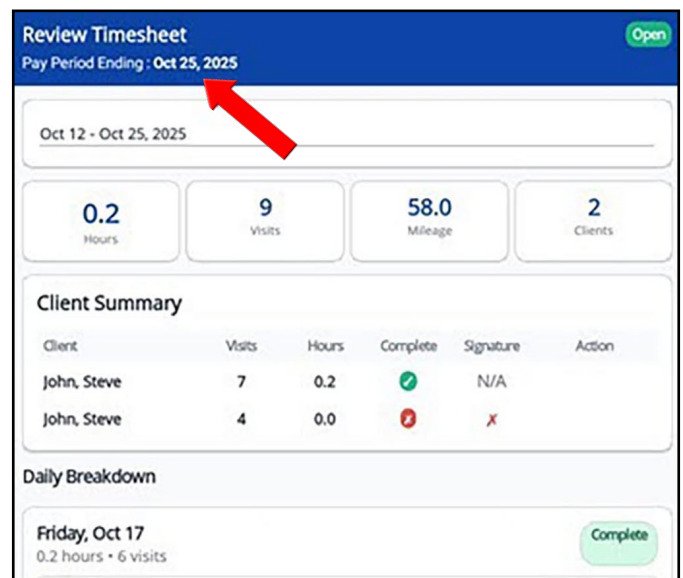 Review Timesheet
Open
Pay Period Ending : Oct 25, 2025
Oct 12 - Oct 25, 2025
0.2
9
58.0
2
Hours
Visits
Mileage
Clients
Client Summary
Client Visits Hours Complete Signature Action
John, Steve 7 0.2 N/A
John, Steve 4 0.0 ✗
Daily Breakdown
Friday, Oct 17
Complete
0.2 hours • 6 visits